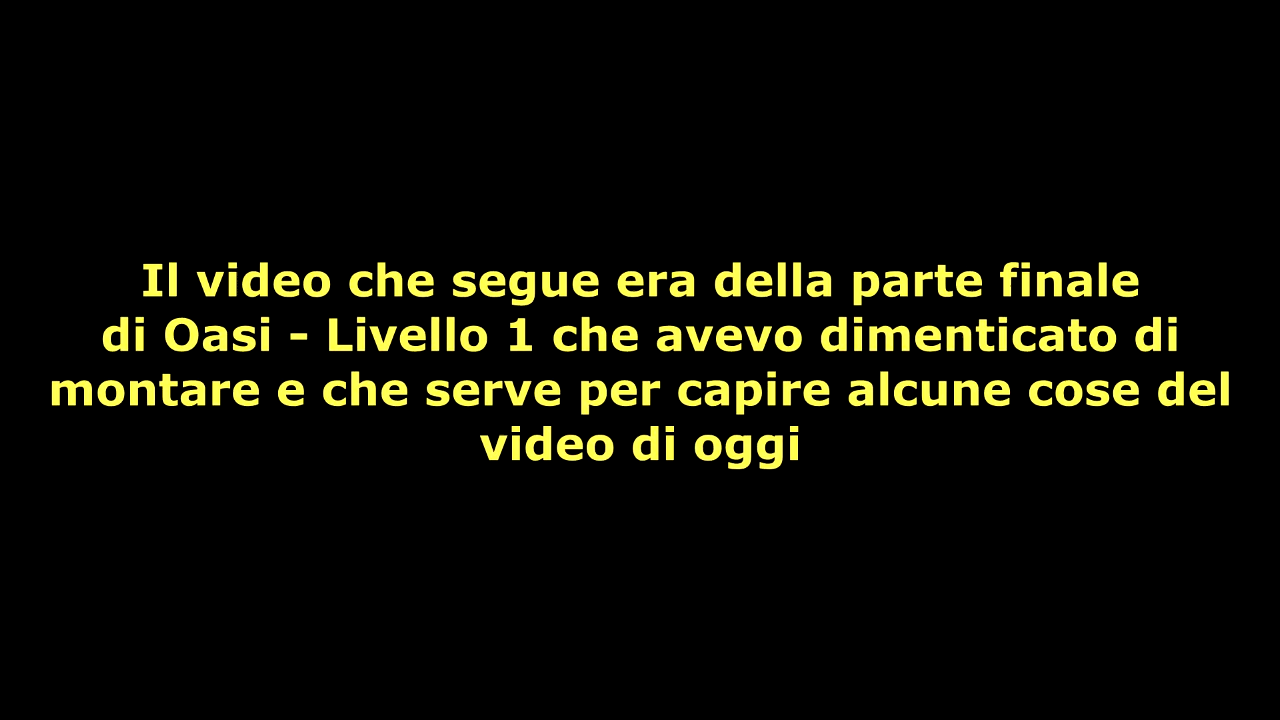 Il video che segue era della parte finale
di Oasi - Livello 1 che avevo dimenticato di
montare e che serve per capire alcune cose del
video di oggi